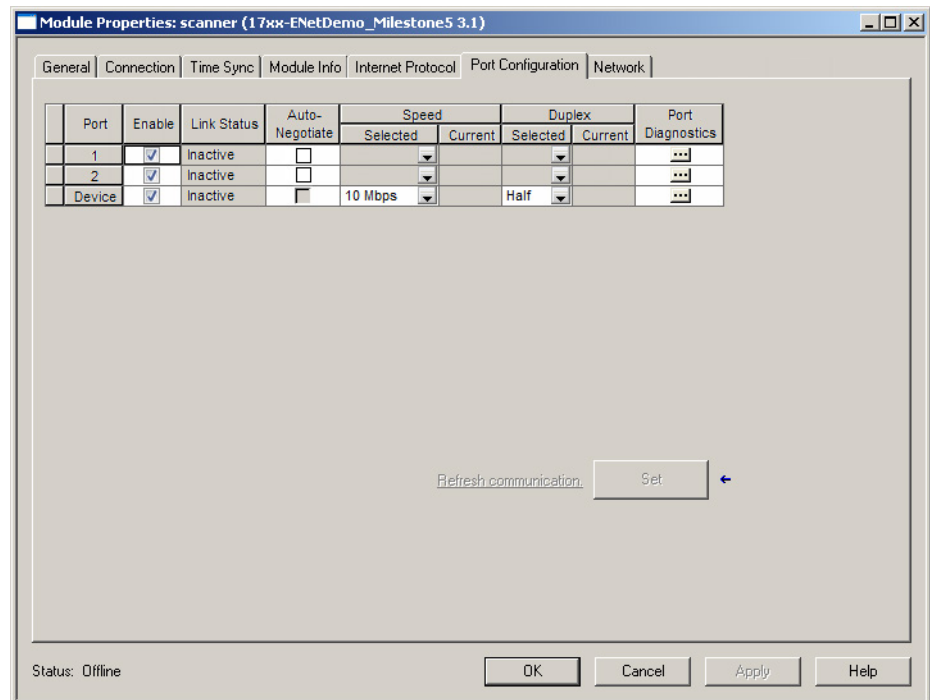 Module Properties: scanner (17xx-ENetDemo_Milestone5 3.1)
General Connection Time Sync Module Info Internet Protocol Port Configuration Network
Port Enable Link Status Auto-Negotiate Speed Duplex Port Diagnostics
Selected Current Selected Current
1 Inactive
2 Inactive
Device Inactive 10 Mbps Half
Refresh communication. Set
Status: Offline OK Cancel Apply Help